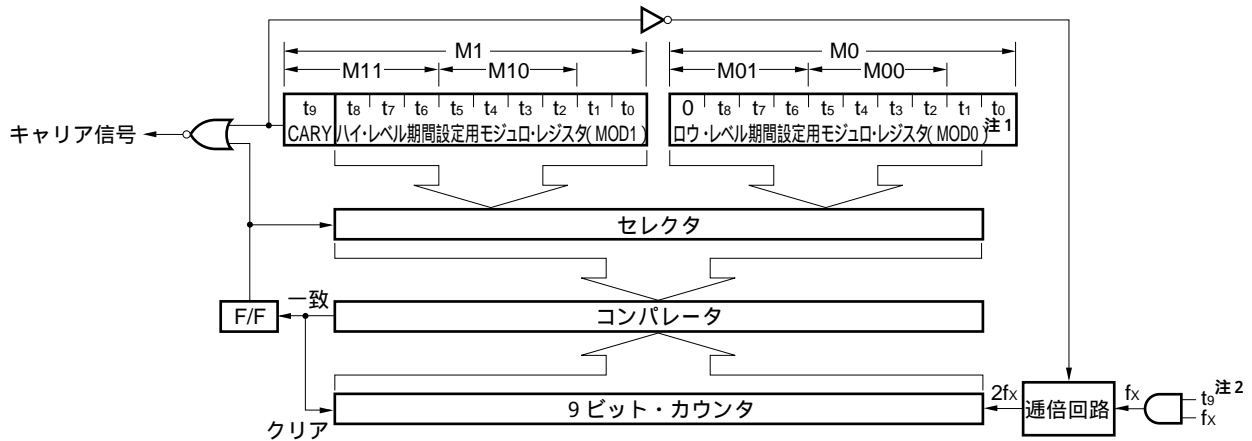 M1
M0
M11
M10
M01
M00
t9 t8 t7 t6 t5 t4 t3 t2 t1 t0
0 t8 t7 t6 t5 t4 t3 t2 t1 t0
CARY ハイ・レベル期間設定用モジュロ・レジスタ(MOD1)
ロウ・レベル期間設定用モジュロ・レジスタ(MOD0) 注1
キャリア信号
セレクタ
F/F
一致
コンパレータ
クリア
9ビット・カウンタ
2fX
逓倍回路
fX
t9 注2
fX